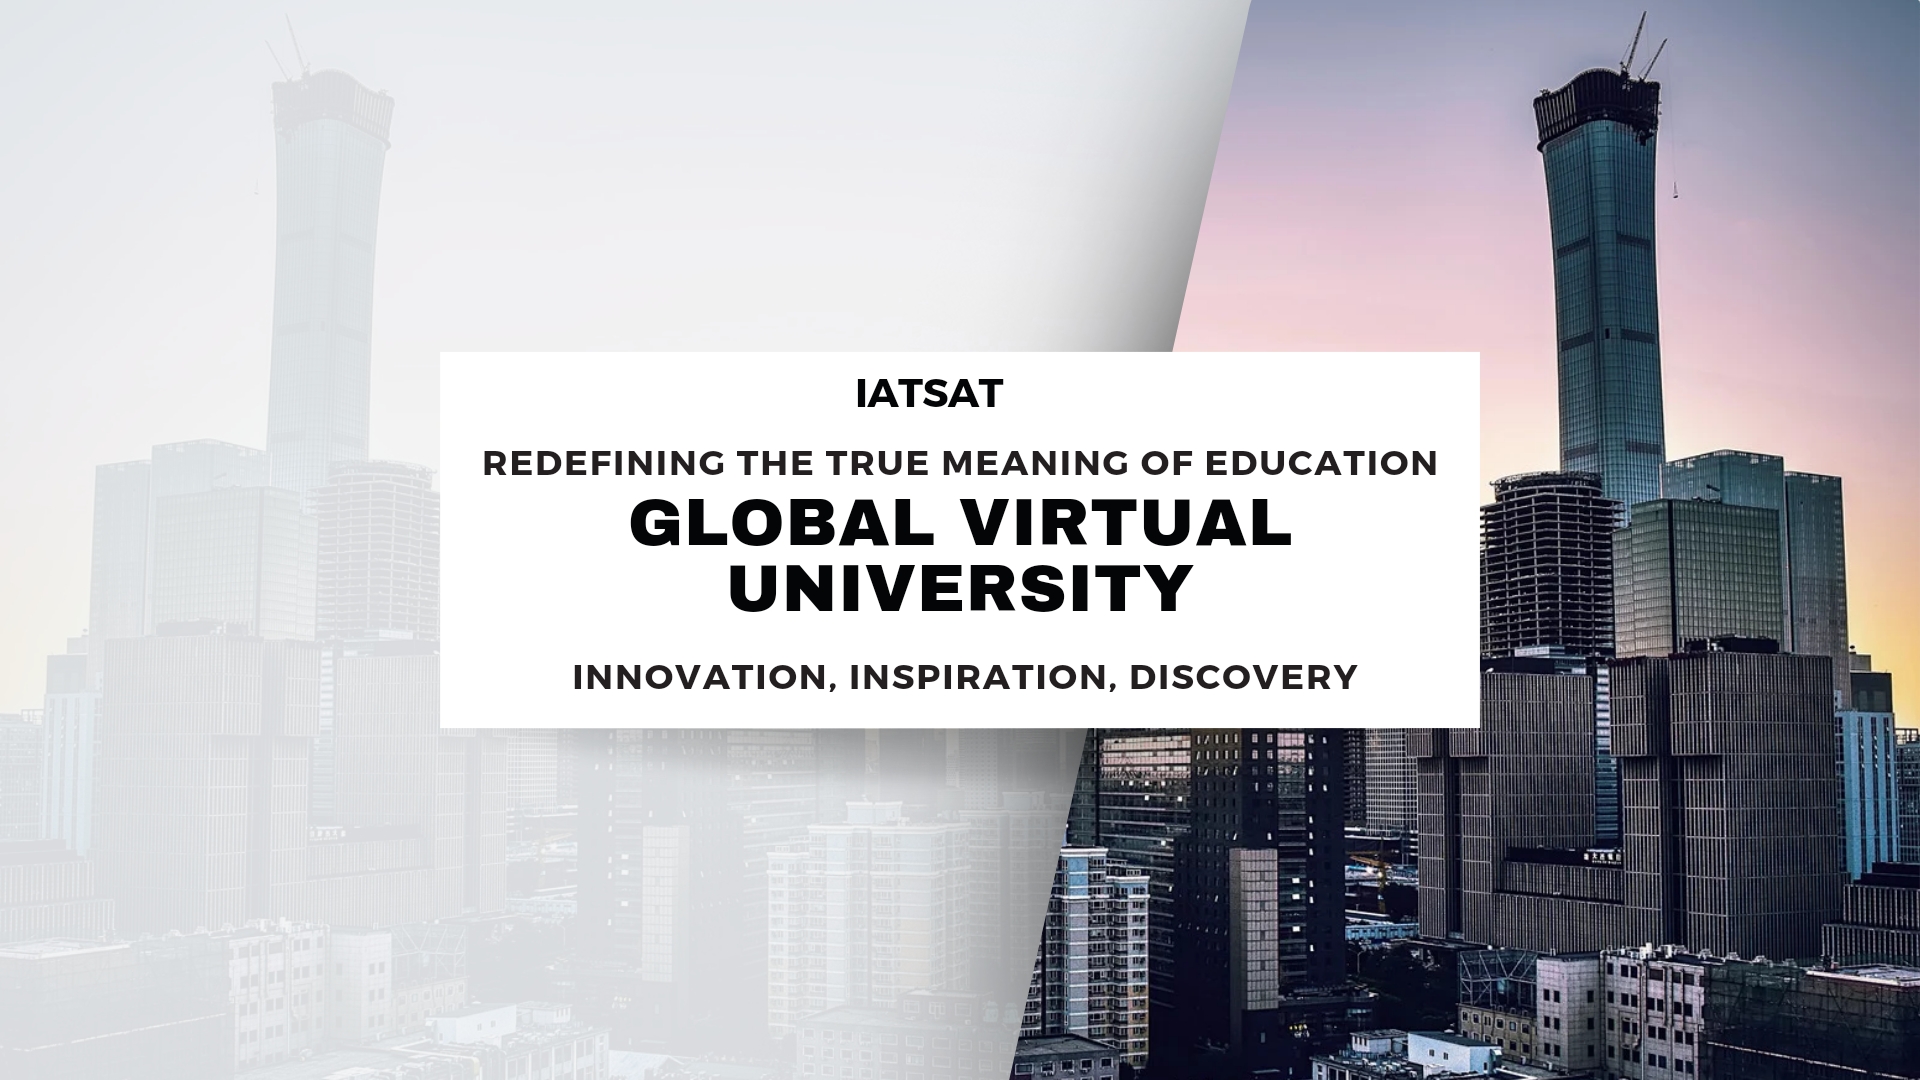 IATSAT
REDEFINING THE TRUE MEANING OF EDUCATION
GLOBAL VIRTUAL
UNIVERSITY
INNOVATION, INSPIRATION, DISCOVERY